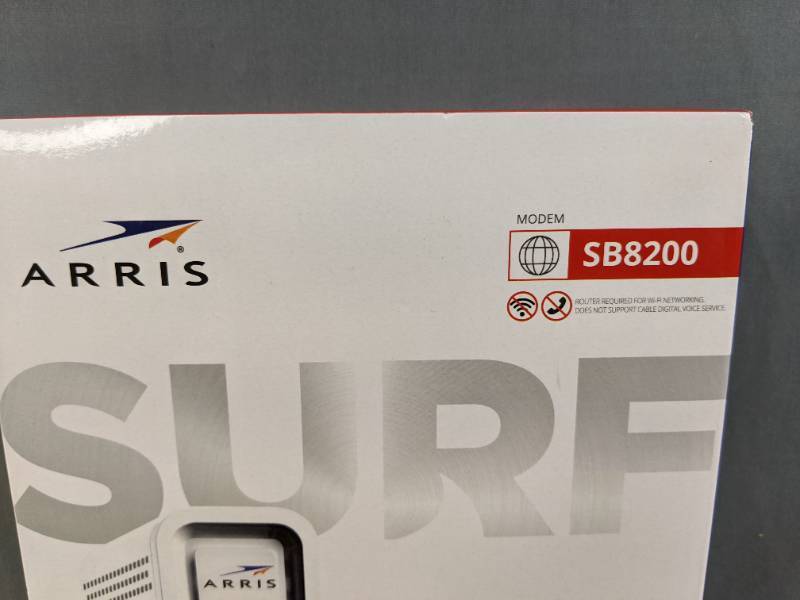 MODEM
ARRIS
SB8200
ROUTER REQUIRED FOR WI-FI NETWORKING.
DOES NOT SUPPORT CABLE DIGITAL VOICE SERVICE.
SURF
ARRIS